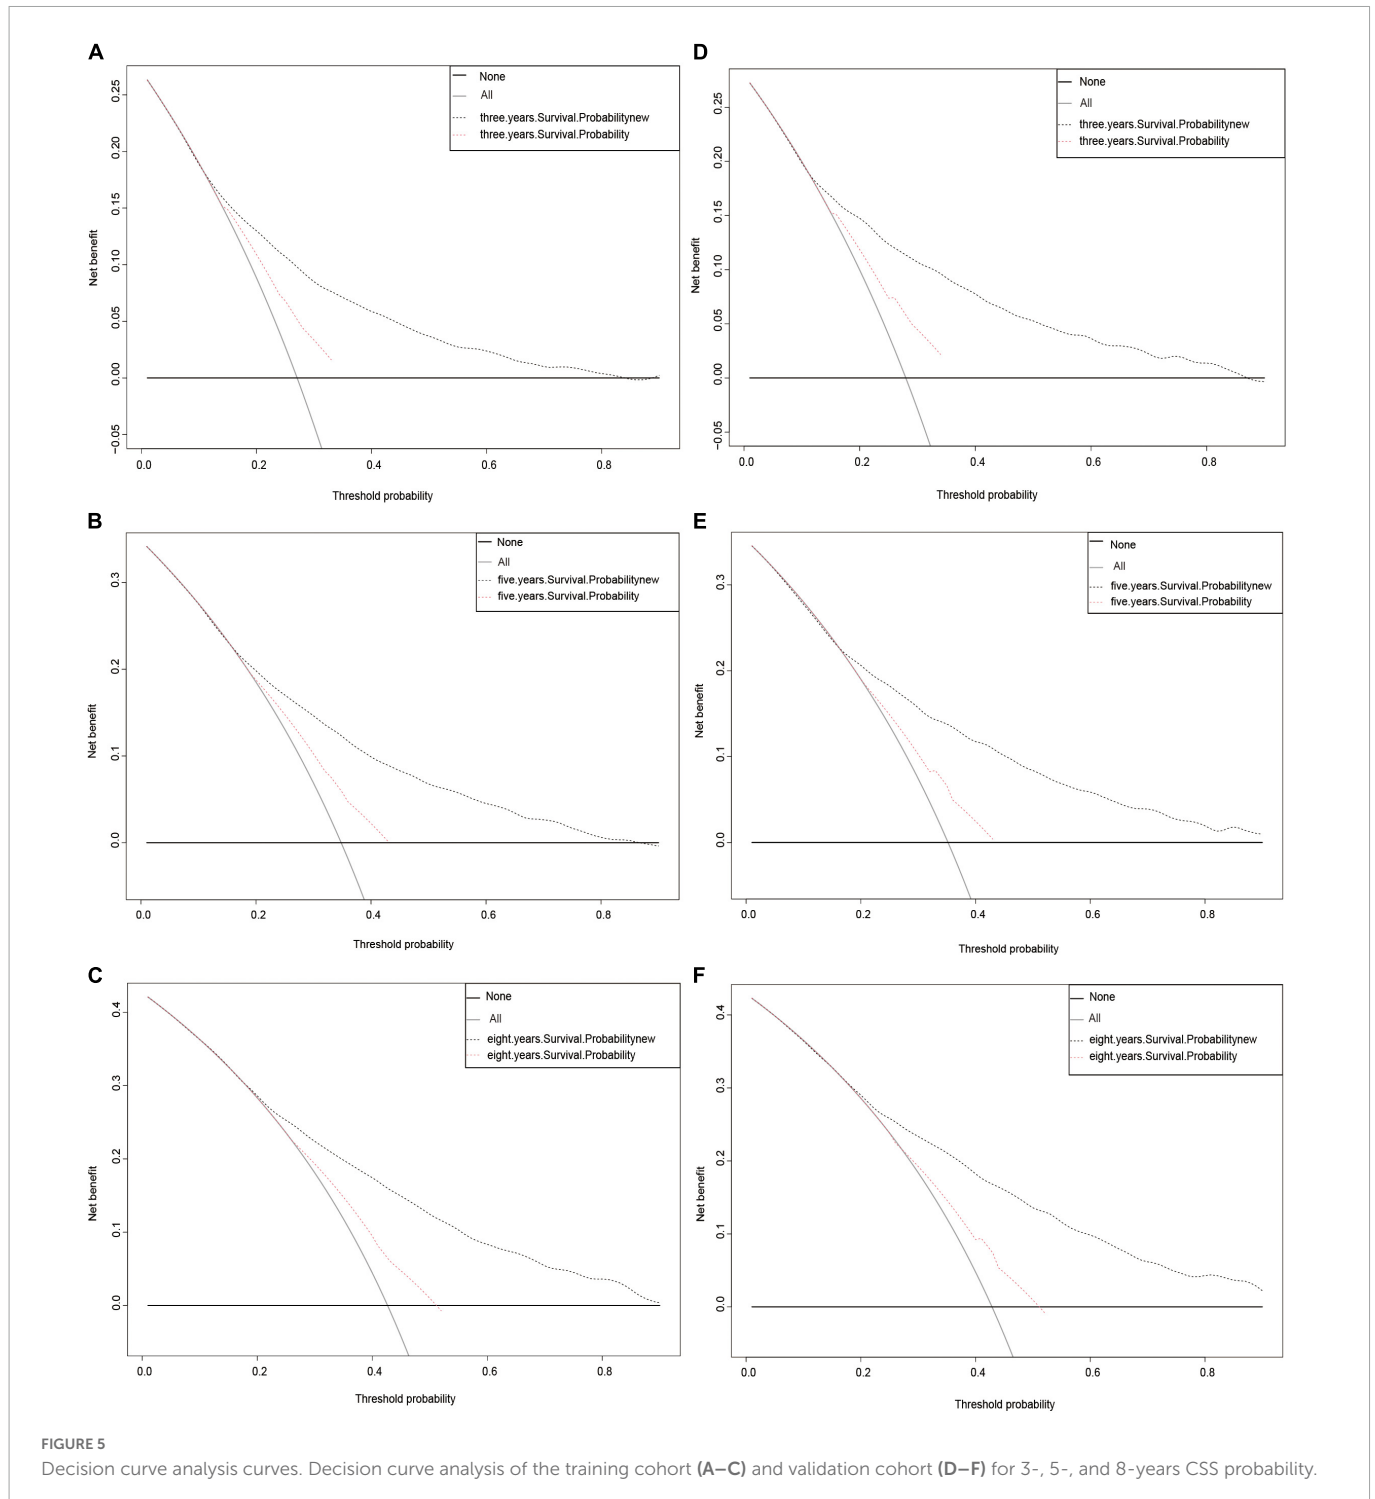 A
None
All
three.years.Survival.Probabilitynew
three.years.Survival.Probability
Net benefit
0.25
0.20
0.15
0.10
0.05
0.00
−0.05
0.0 0.2 0.4 0.6 0.8
Threshold probability
D
None
All
three.years.Survival.Probabilitynew
three.years.Survival.Probability
Net benefit
0.25
0.20
0.15
0.10
0.05
0.00
−0.05
0.0 0.2 0.4 0.6 0.8
Threshold probability
B
None
All
five.years.Survival.Probabilitynew
five.years.Survival.Probability
Net benefit
0.3
0.2
0.1
0.0
0.0 0.2 0.4 0.6 0.8
Threshold probability
E
None
All
five.years.Survival.Probabilitynew
five.years.Survival.Probability
Net benefit
0.3
0.2
0.1
0.0
0.0 0.2 0.4 0.6 0.8
Threshold probability
C
None
All
eight.years.Survival.Probabilitynew
eight.years.Survival.Probability
Net benefit
0.4
0.3
0.2
0.1
0.0
0.0 0.2 0.4 0.6 0.8
Threshold probability
F
None
All
eight.years.Survival.Probabilitynew
eight.years.Survival.Probability
Net benefit
0.4
0.3
0.2
0.1
0.0
0.0 0.2 0.4 0.6 0.8
Threshold probability
FIGURE 5
Decision curve analysis curves. Decision curve analysis of the training cohort (A–C) and validation cohort (D–F) for 3-, 5-, and 8-years CSS probability.